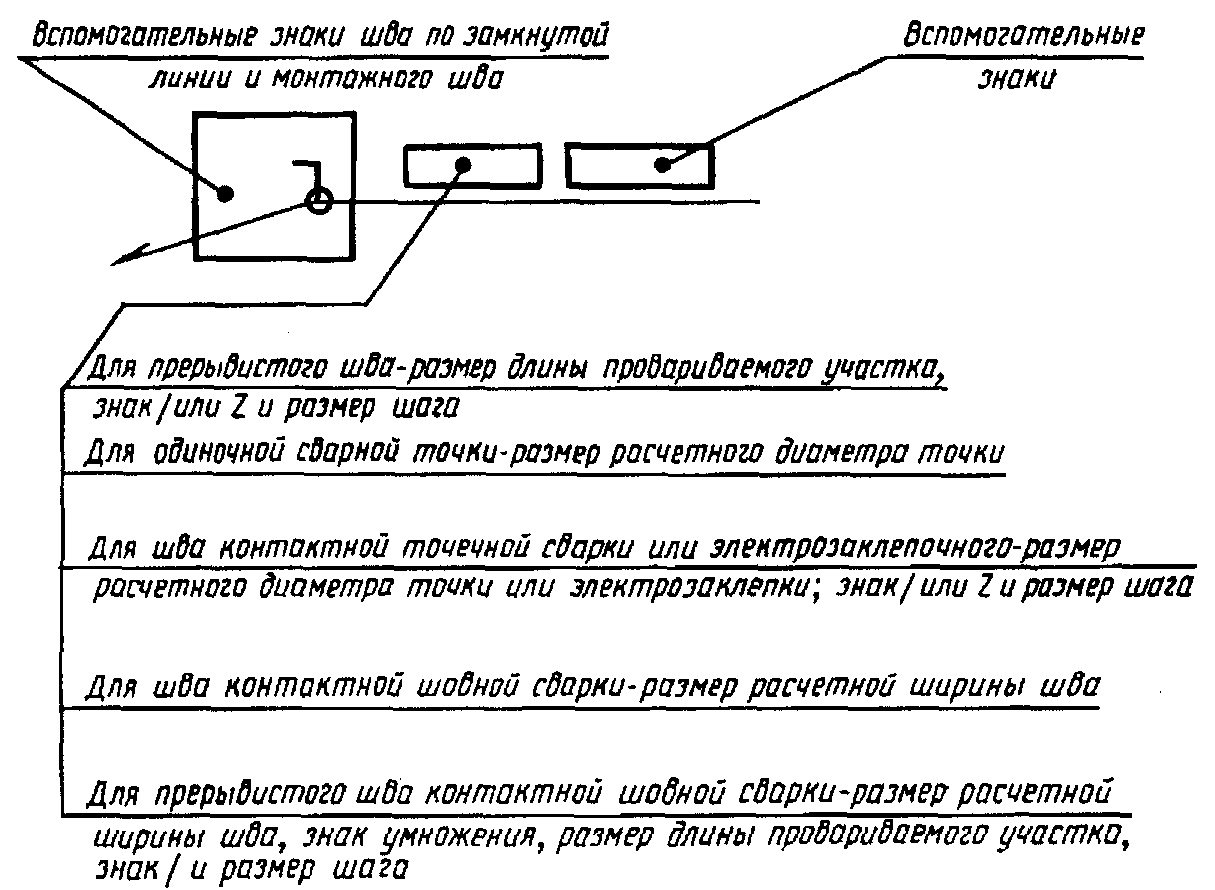 Вспомогательные знаки шва по замкнутой
линии и монтажного шва
Вспомогательные
знаки
Для прерывистого шва-размер длины провариваемого участка,
знак / или Z и размер шага
Для одиночной сварной точки-размер расчетного диаметра точки
Для шва контактной точечной сварки или электрозаклепочного-размер
расчетного диаметра точки или электрозаклепки; знак / или Z и размер шага
Для шва контактной шовной сварки-размер расчетной ширины шва
Для прерывистого шва контактной шовной сварки-размер расчетной
ширины шва, знак умножения, размер длины провариваемого участка,
знак / и размер шага